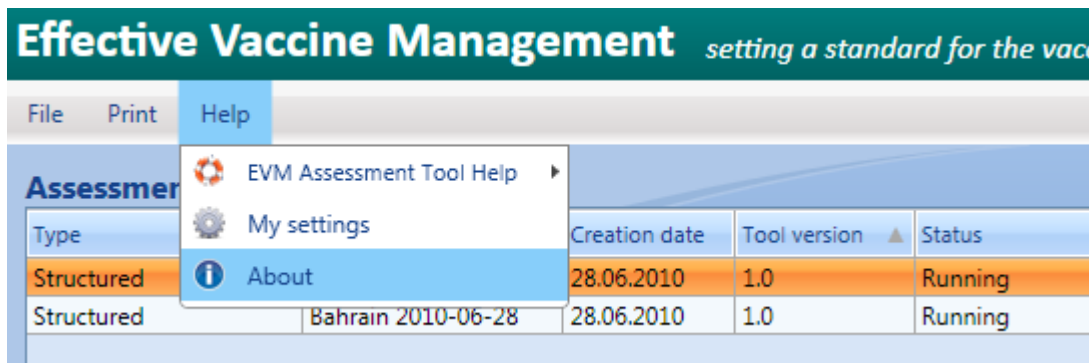 Effective Vaccine Management setting a standard for the
File Print Help
EVM Assessment Tool Help
My settings
About
Type Creation date Tool version Status
Structured 28.06.2010 1.0 Running
Structured Bahrain 2010-06-28 28.06.2010 1.0 Running